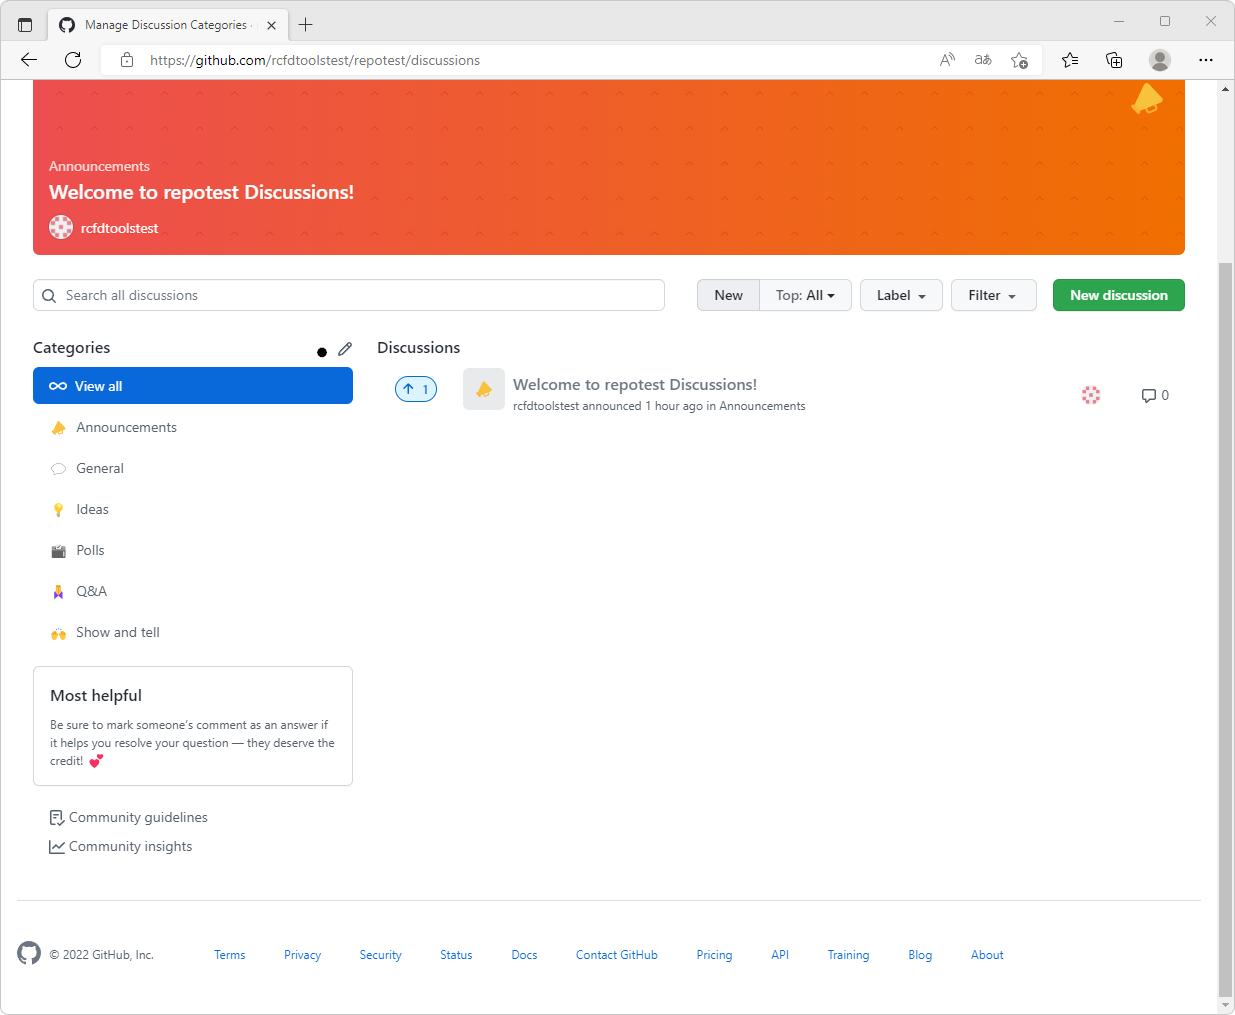 Manage Discussion Categories ·
https://github.com/rcfdtoolstest/repotest/discussions
Announcements
Welcome to repotest Discussions!
rcfdtoolstest
Search all discussions
New
Top: All
Label
Filter
New discussion
Categories
View all
Announcements
General
Ideas
Polls
Q&A
Show and tell
Discussions
1
Welcome to repotest Discussions!
rcfdtoolstest announced 1 hour ago in Announcements
0
Most helpful
Be sure to mark someone’s comment as an answer if
it helps you resolve your question — they deserve the
credit! 💕
Community guidelines
Community insights
© 2022 GitHub, Inc.
Terms
Privacy
Security
Status
Docs
Contact GitHub
Pricing
API
Training
Blog
About